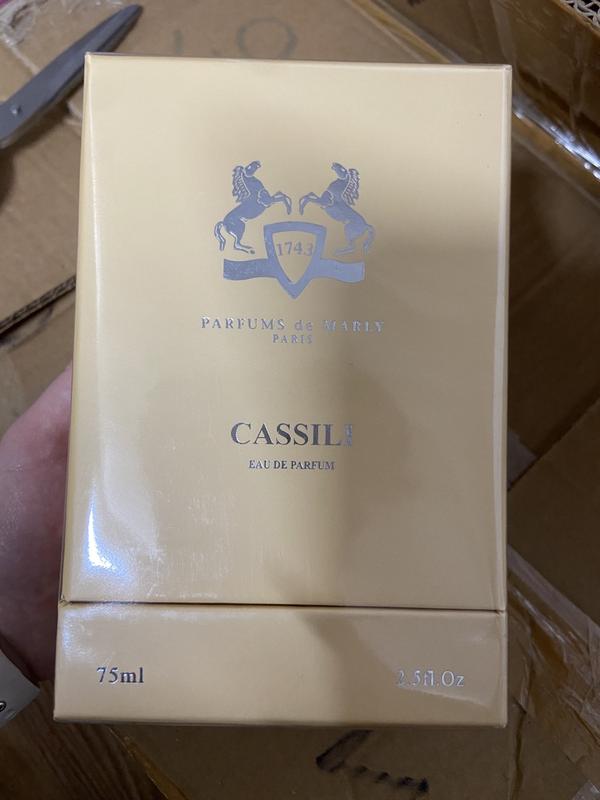 1743
PARFUMS de MARLY
PARIS
CASSILI
EAU DE PARFUM
75ml
2.5fl.Oz